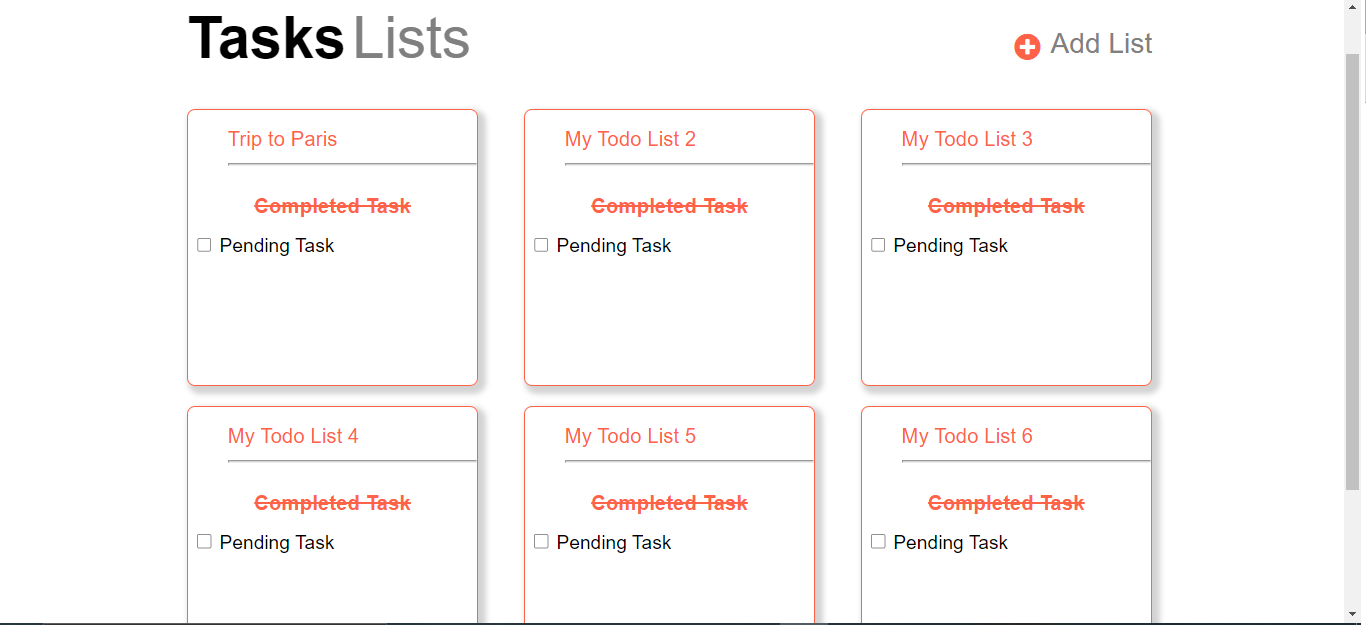 Tasks Lists
Add List
Trip to Paris
My Todo List 2
My Todo List 3
Completed Task
Completed Task
Completed Task
Pending Task
Pending Task
Pending Task
My Todo List 4
My Todo List 5
My Todo List 6
Completed Task
Completed Task
Completed Task
Pending Task
Pending Task
Pending Task